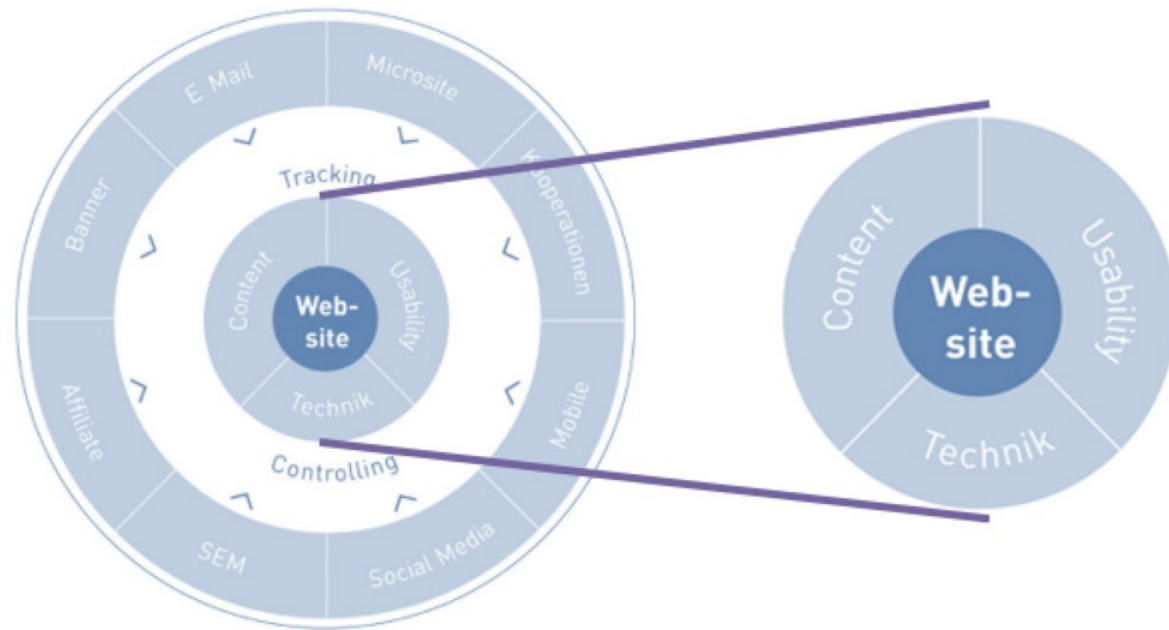 E Mail
Microsite
Kooperationen
Mobile
Social Media
SEM
Affiliate
Banner
Tracking
Content
Usability
Technik
Web-
site
Controlling
Content
Usability
Technik
Web-
site